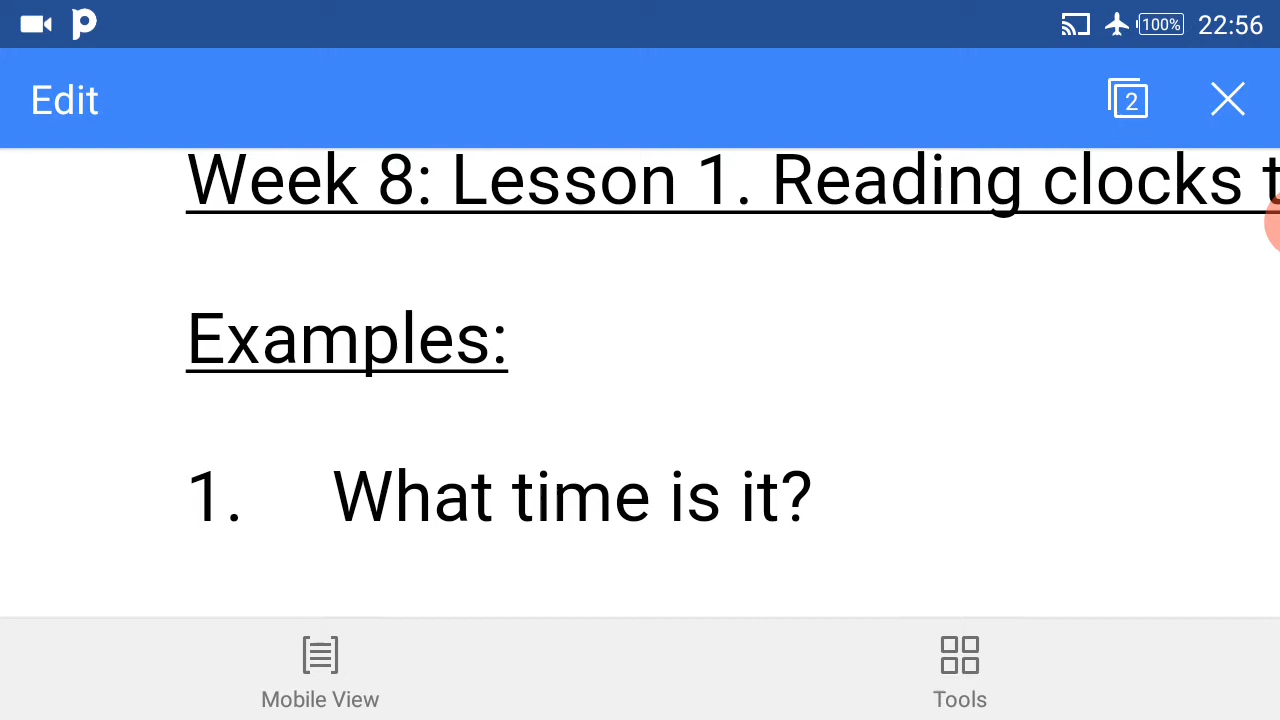 100% 22:56
Edit 2
Week 8: Lesson 1. Reading clocks t
Examples:
1. What time is it?
Mobile View Tools